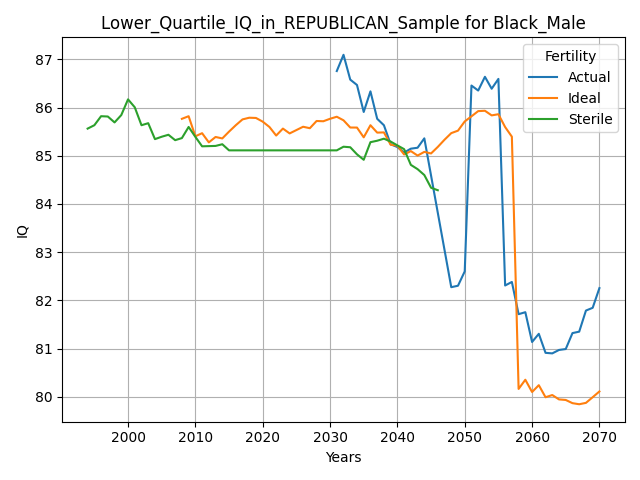 Lower_Quartile_IQ_in_REPUBLICAN_Sample for Black_Male
Fertility
Actual
Ideal
Sterile
IQ
87
86
85
84
83
82
81
80
2000
2010
2020
2030
2040
2050
2060
2070
Years